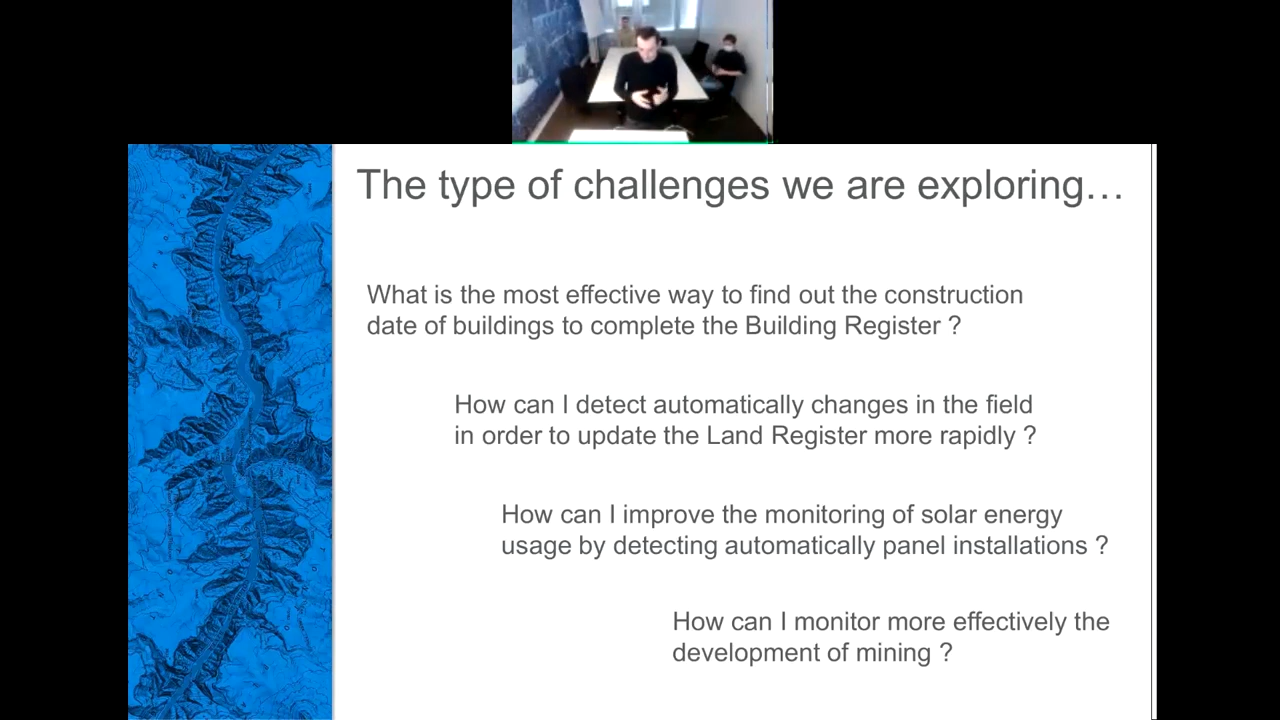 The type of challenges we are exploring…
What is the most effective way to find out the construction
date of buildings to complete the Building Register ?
How can I detect automatically changes in the field
in order to update the Land Register more rapidly ?
How can I improve the monitoring of solar energy
usage by detecting automatically panel installations ?
How can I monitor more effectively the
development of mining ?